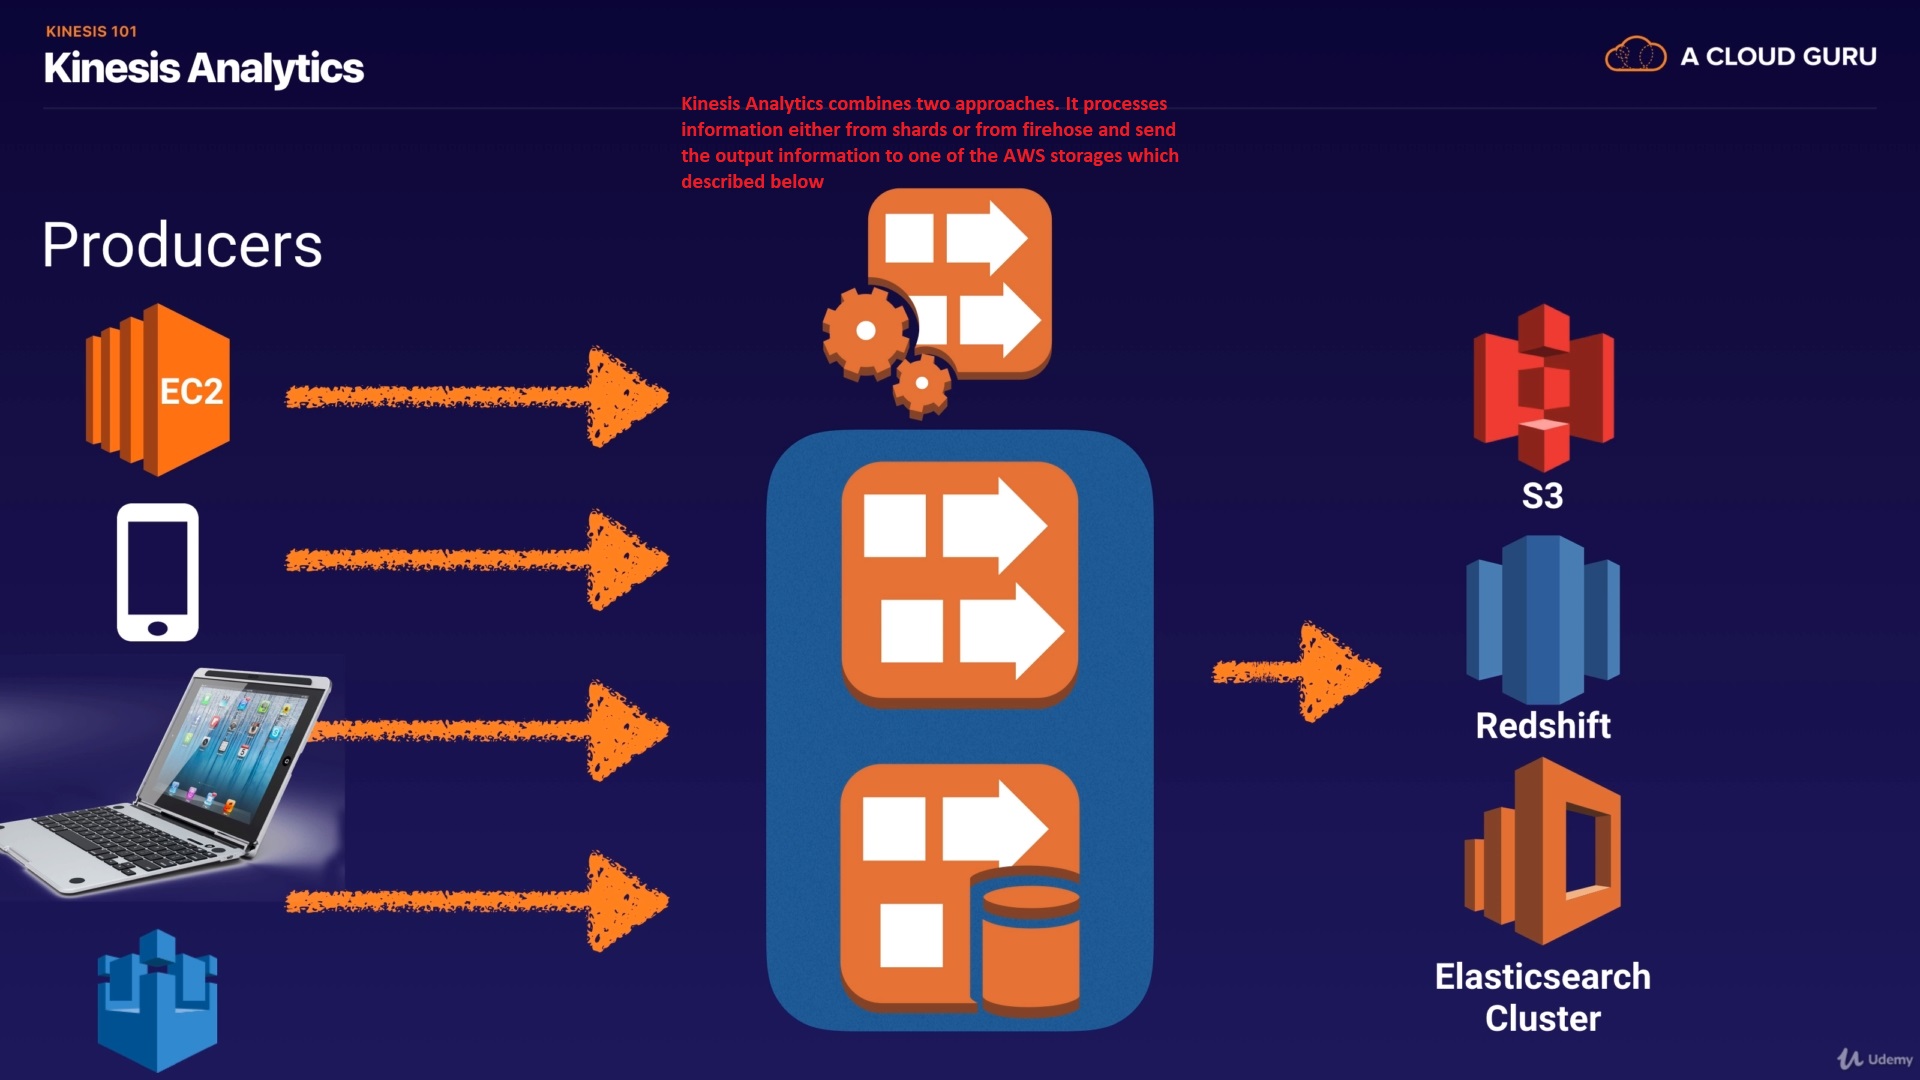 KINESIS 101
Kinesis Analytics
A CLOUD GURU
Kinesis Analytics combines two approaches. It processes
information either from shards or from firehose and send
the output information to one of the AWS storages which
described below
Producers
EC2
S3
Redshift
Elasticsearch
Cluster
Udemy